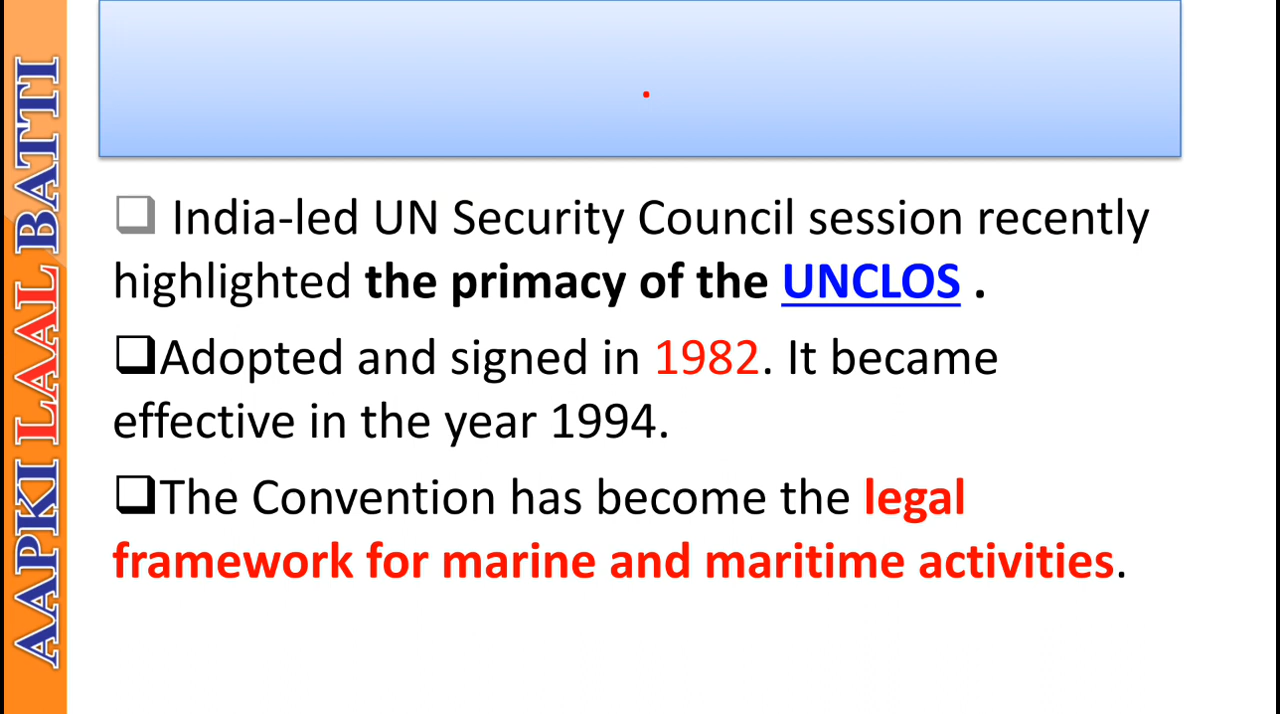 AAPKI LAAL BATTI
.
❑ India-led UN Security Council session recently
highlighted the primacy of the UNCLOS .
❑Adopted and signed in 1982. It became
effective in the year 1994.
❑The Convention has become the legal
framework for marine and maritime activities.